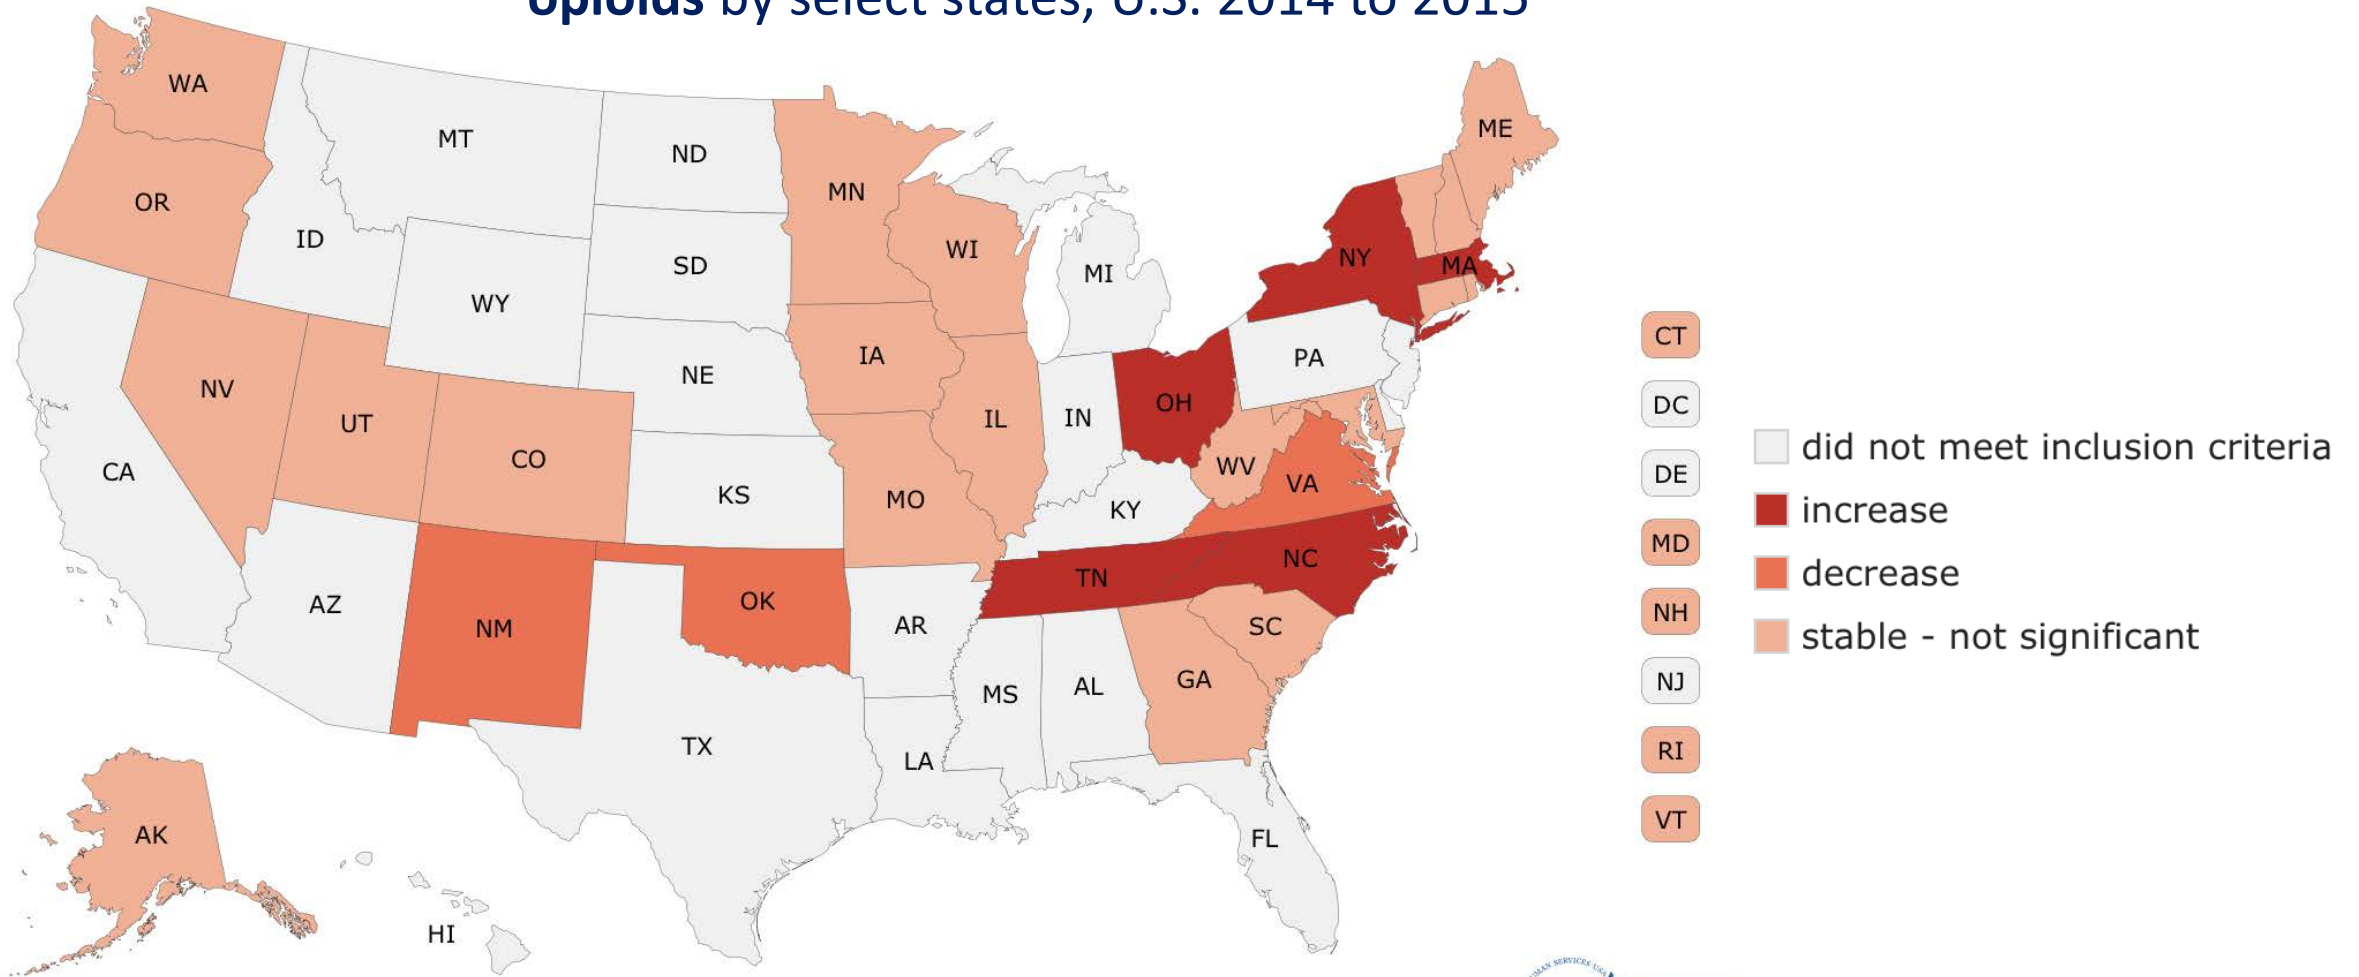 opioids by select states, U.S. 2014 to 2015
WA
MT
ND
MN
ME
OR
ID
SD
WI
MI
NY
MA
WY
NV
UT
CO
NE
IA
IL
IN
OH
PA
CA
KS
MO
KY
WV
VA
AZ
NM
OK
AR
TN
NC
SC
TX
LA
MS
AL
GA
FL
AK
HI
CT
DC
DE
MD
NH
NJ
RI
VT
did not meet inclusion criteria
increase
decrease
stable - not significant
SERVICES·USA